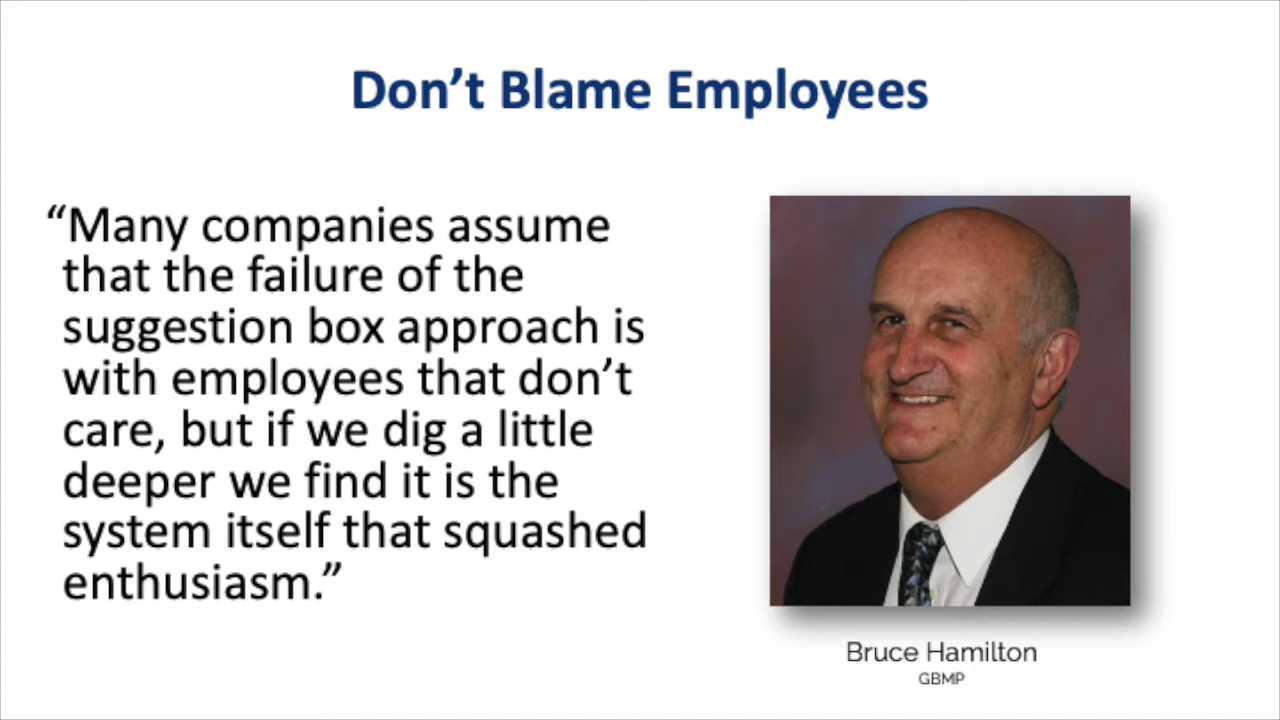 Don’t Blame Employees
“Many companies assume
that the failure of the
suggestion box approach is
with employees that don’t
care, but if we dig a little
deeper we find it is the
system itself that squashed
enthusiasm.”
Bruce Hamilton
GBMP